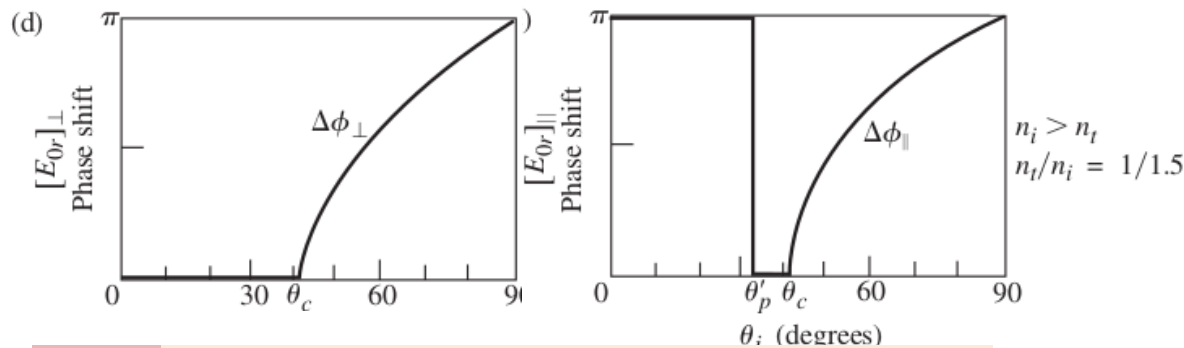 (d)
π
[E₀ᵣ]⊥
Phase shift
Δϕ⊥
0 30 θc 60 90
)
π
[E₀ᵣ]∥
Phase shift
Δϕ∥
0 θ′p θc 60 90
θi (degrees)
nᵢ > nₜ
nₜ/nᵢ = 1/1.5